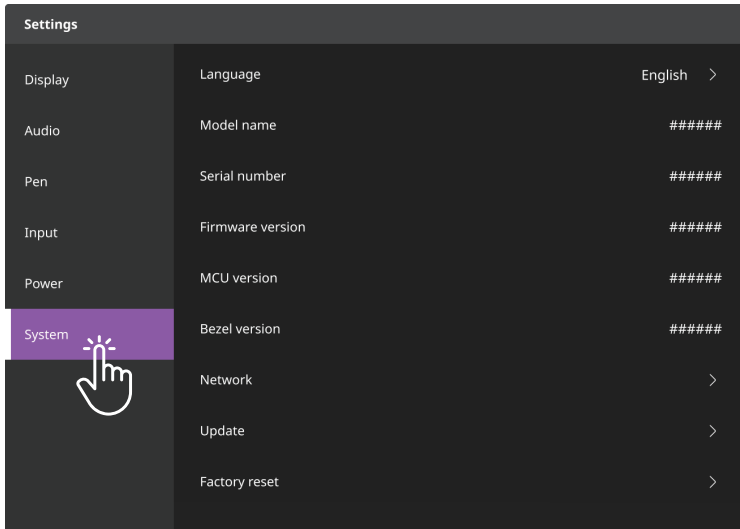 Settings
Display
Audio
Pen
Input
Power
System
Language English
Model name ######
Serial number ######
Firmware version ######
MCU version ######
Bezel version ######
Network
Update
Factory reset